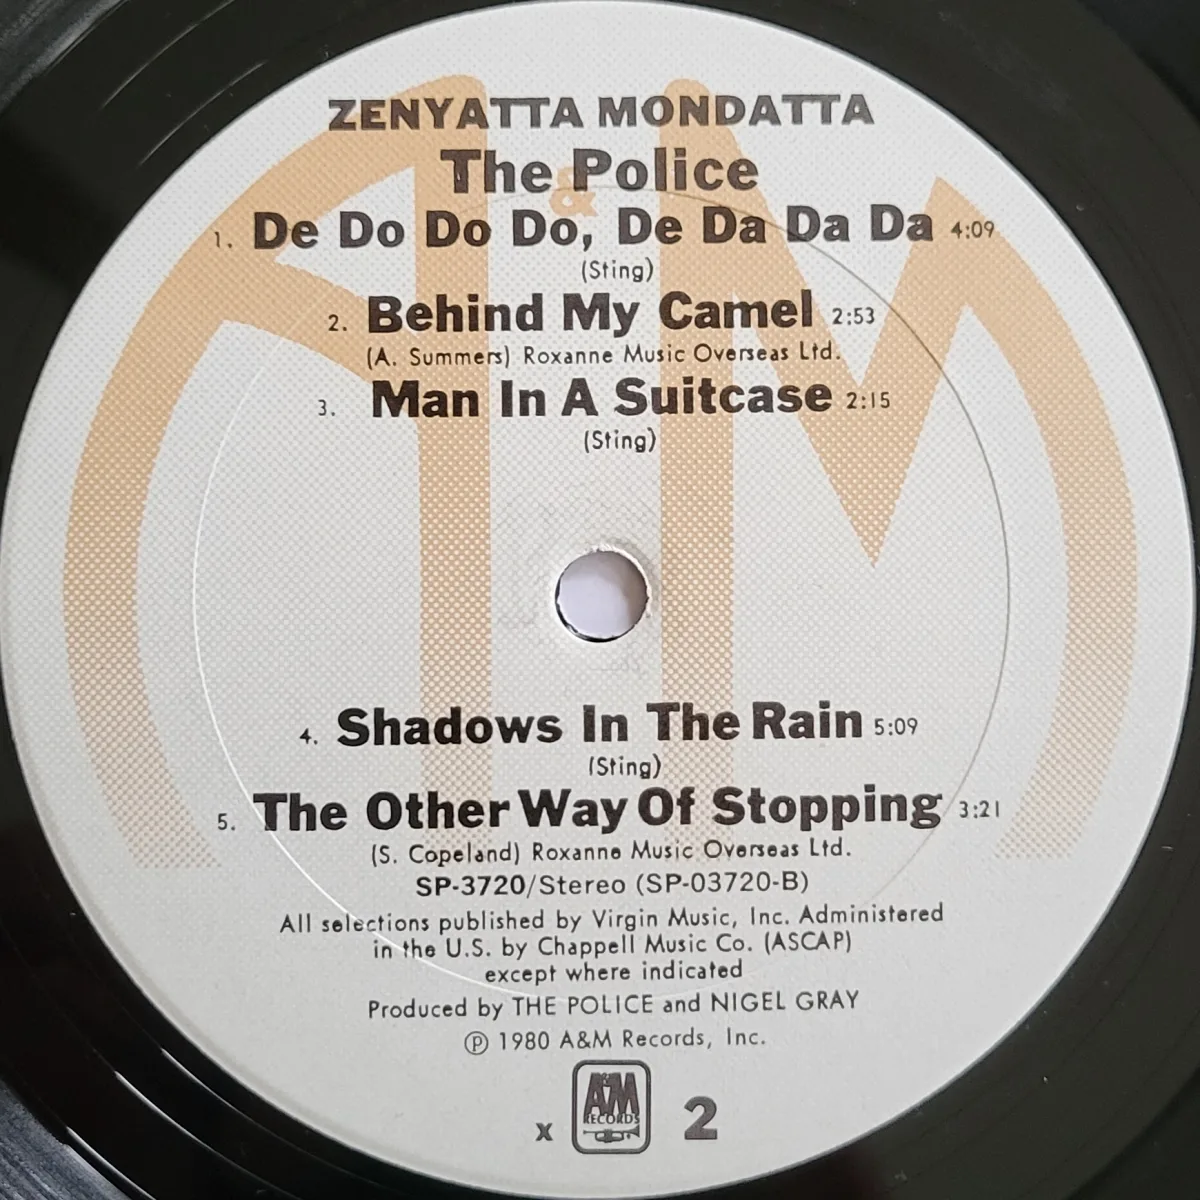 ZENYATTA MONDATTA
The Police
&
1. De Do Do Do, De Da Da Da 4:09
(Sting)
2. Behind My Camel 2:53
(A. Summers) Roxanne Music Overseas Ltd.
3. Man In A Suitcase 2:15
(Sting)
4. Shadows In The Rain 5:09
(Sting)
5. The Other Way Of Stopping 3:21
(S. Copeland) Roxanne Music Overseas Ltd.
SP-3720/Stereo (SP-03720-B)
All selections published by Virgin Music, Inc. Administered
in the U.S. by Chappell Music Co. (ASCAP)
except where indicated
Produced by THE POLICE and NIGEL GRAY
Ⓟ 1980 A&M Records, Inc.
x A&M RECORDS 2